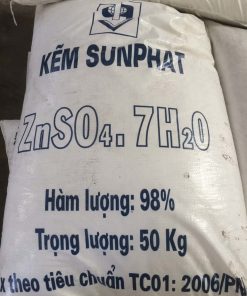 KẼM SUNPHAT
ZnSO₄.7H₂O
Hàm lượng: 98%
Trọng lượng: 50 Kg
theo tiêu chuẩn TC01: 2006/